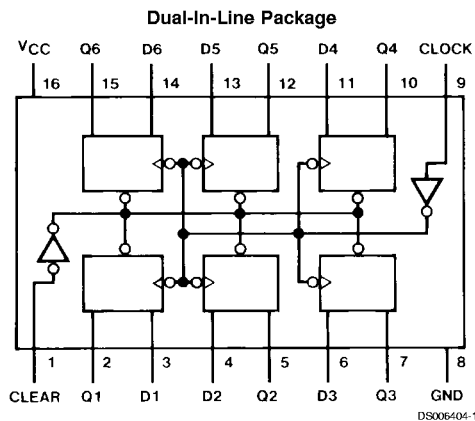 Dual-In-Line Package
VCC Q6 D6 D5 Q5 D4 Q4 CLOCK
16 15 14 13 12 11 10 9
1 2 3 4 5 6 7 8
CLEAR Q1 D1 D2 Q2 D3 Q3 GND
DS006404-1